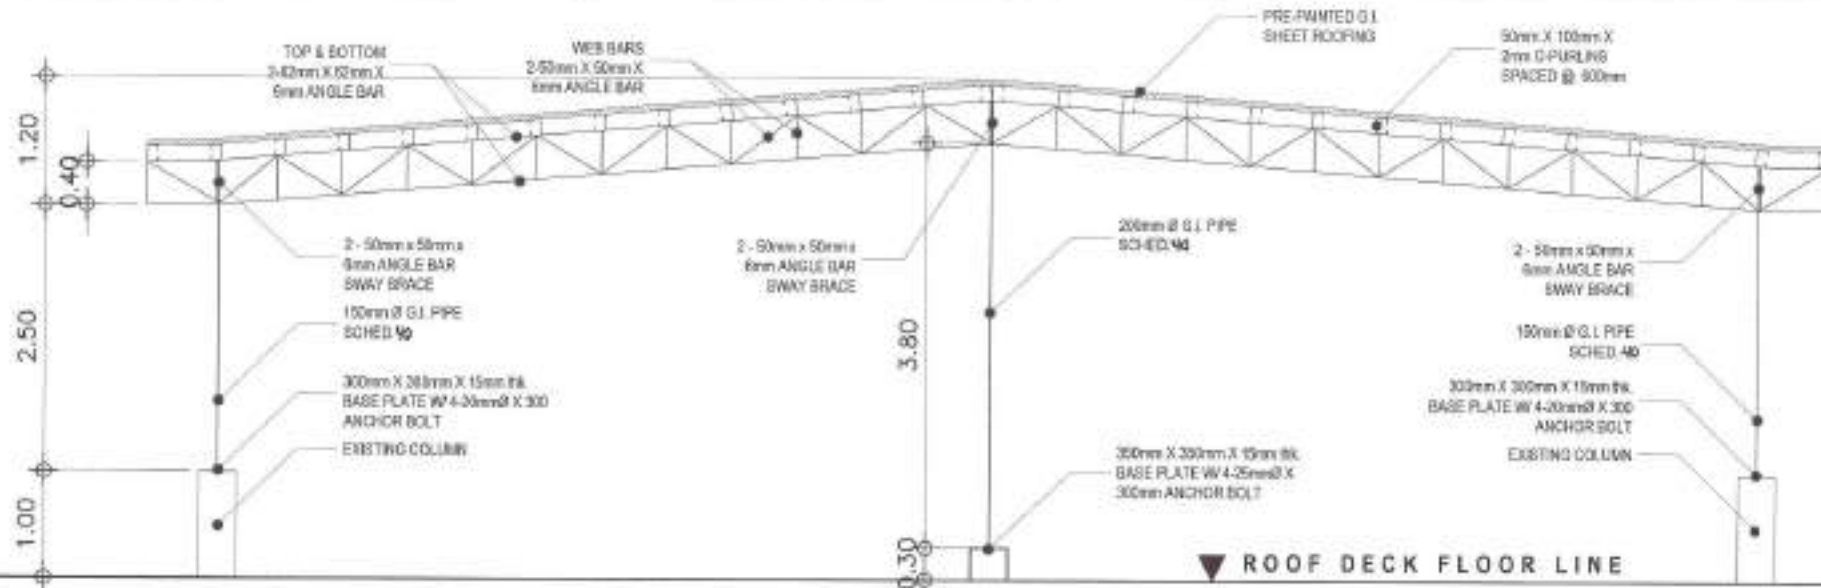 PRE-PAINTED G.I.
SHEET ROOFING
50mm X 100mm X
2mm C-PURLING
SPACED @ 600mm
TOP & BOTTOM
2-62mm X 62mm X
6mm ANGLE BAR
WEB BARS
2-50mm X 50mm X
6mm ANGLE BAR
1.20
0.40
2 - 50mm x 50mm x
6mm ANGLE BAR
SWAY BRACE
2 - 50mm x 50mm x
6mm ANGLE BAR
SWAY BRACE
200mm Ø G.I. PIPE
SCHED. 40
2 - 50mm x 50mm x
6mm ANGLE BAR
SWAY BRACE
2.50
150mm Ø G.I. PIPE
SCHED. 40
3.80
150mm Ø G.I. PIPE
SCHED. 40
300mm X 300mm X 15mm thk.
BASE PLATE W/ 4-20mmØ X 300
ANCHOR BOLT
300mm X 300mm X 15mm thk.
BASE PLATE W/ 4-20mmØ X 300
ANCHOR BOLT
EXISTING COLUMN
350mm X 350mm X 15mm thk.
BASE PLATE W/ 4-25mmØ X
300mm ANCHOR BOLT
EXISTING COLUMN
1.00
0.30
ROOF DECK FLOOR LINE